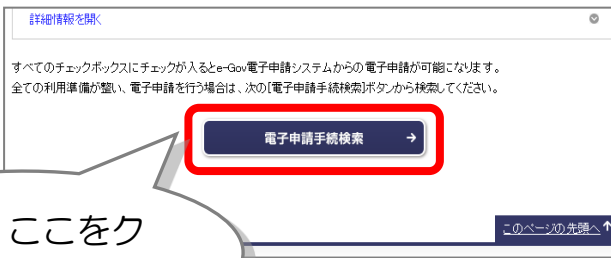 詳細情報を開く
すべてのチェックボックスにチェックが入るとe-Gov電子申請システムからの電子申請が可能になります。
全ての利用準備が整い、電子申請を行う場合は、次の[電子申請手続検索]ボタンから検索してください。
電子申請手続検索 →
ここをク
このページの先頭へ↑